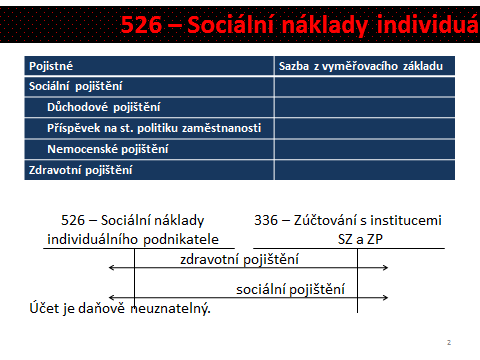 526 – Sociální náklady individuá
Pojistné Sazba z vyměřovacího základu
Sociální pojištění
Důchodové pojištění
Příspěvek na st. politiku zaměstnanosti
Nemocenské pojištění
Zdravotní pojištění
526 – Sociální náklady
individuálního podnikatele
336 – Zúčtování s institucemi
SZ a ZP
zdravotní pojištění
sociální pojištění
Účet je daňově neuznatelný.
2